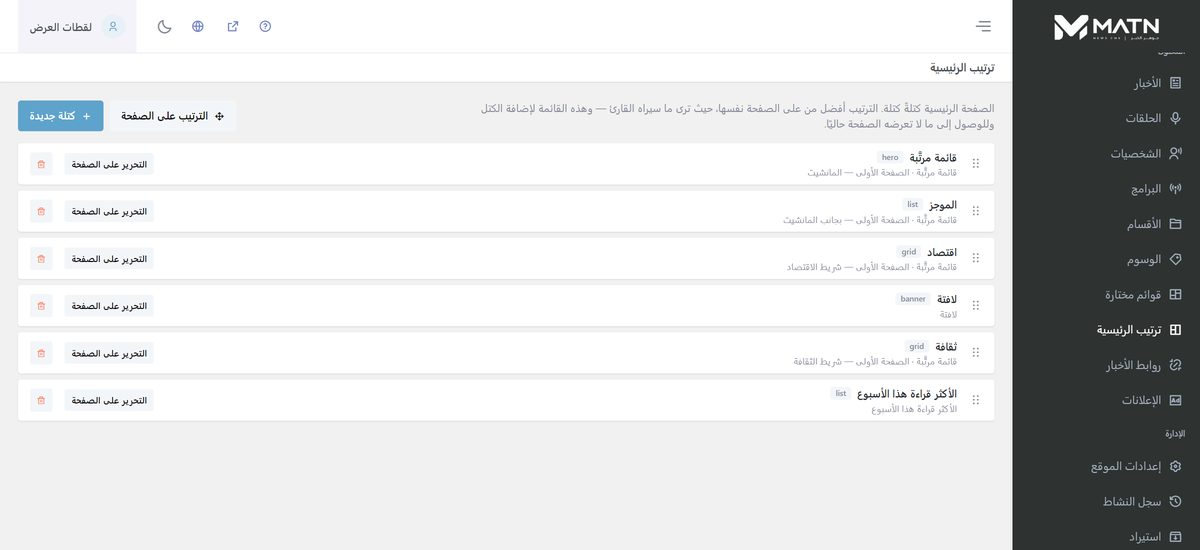 MATN
NEWS CMS | جوهر الخبر
المحتوى
الأخبار
الحلقات
الشخصيات
البرامج
الأقسام
الوسوم
قوائم مختارة
ترتيب الرئيسية
روابط الأخبار
الإعلانات
الإدارة
إعدادات الموقع
سجل النشاط
استيراد
لقطات العرض
ترتيب الرئيسية
الصفحة الرئيسية كتلةً كتلة. الترتيب أفضل من على الصفحة نفسها، حيث ترى ما سيراه القارئ — وهذه القائمة لإضافة الكتل
وللوصول إلى ما لا تعرضه الصفحة حاليًا.
الترتيب على الصفحة
كتلة جديدة
قائمة مرتَّبة hero
قائمة مرتَّبة · الصفحة الأولى — المانشيت
التحرير على الصفحة
الموجز list
قائمة مرتَّبة · الصفحة الأولى — بجانب المانشيت
التحرير على الصفحة
اقتصاد grid
قائمة مرتَّبة · الصفحة الأولى — شريط الاقتصاد
التحرير على الصفحة
لافتة banner
لافتة
التحرير على الصفحة
ثقافة grid
قائمة مرتَّبة · الصفحة الأولى — شريط الثقافة
التحرير على الصفحة
الأكثر قراءة هذا الأسبوع list
الأكثر قراءة هذا الأسبوع
التحرير على الصفحة